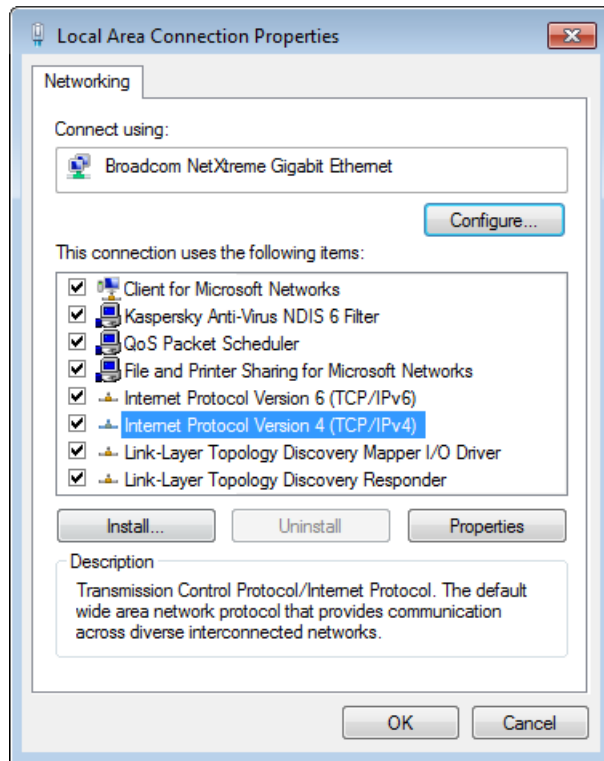 Local Area Connection Properties
Networking
Connect using:
Broadcom NetXtreme Gigabit Ethernet
Configure...
This connection uses the following items:
Client for Microsoft Networks
Kaspersky Anti-Virus NDIS 6 Filter
QoS Packet Scheduler
File and Printer Sharing for Microsoft Networks
Internet Protocol Version 6 (TCP/IPv6)
Internet Protocol Version 4 (TCP/IPv4)
Link-Layer Topology Discovery Mapper I/O Driver
Link-Layer Topology Discovery Responder
Install... Uninstall Properties
Description
Transmission Control Protocol/Internet Protocol. The default
wide area network protocol that provides communication
across diverse interconnected networks.
OK Cancel